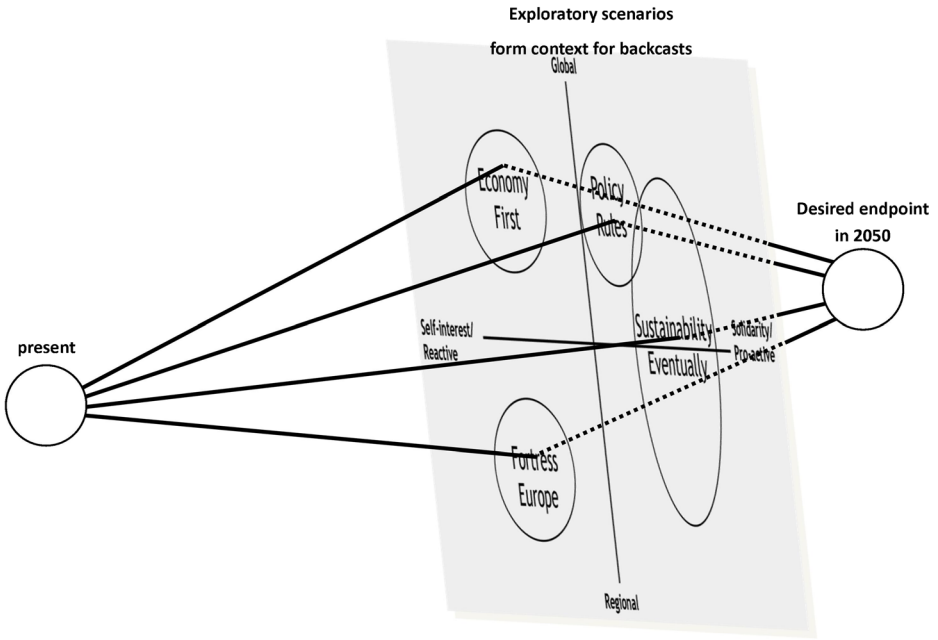 Exploratory scenarios
form context for backcasts
Global
Economy
First
Policy
Rules
Desired endpoint
in 2050
Self-interest/
Reactive
Sustainability
Eventually
Solidarity/
Pro-active
present
Fortress
Europe
Regional